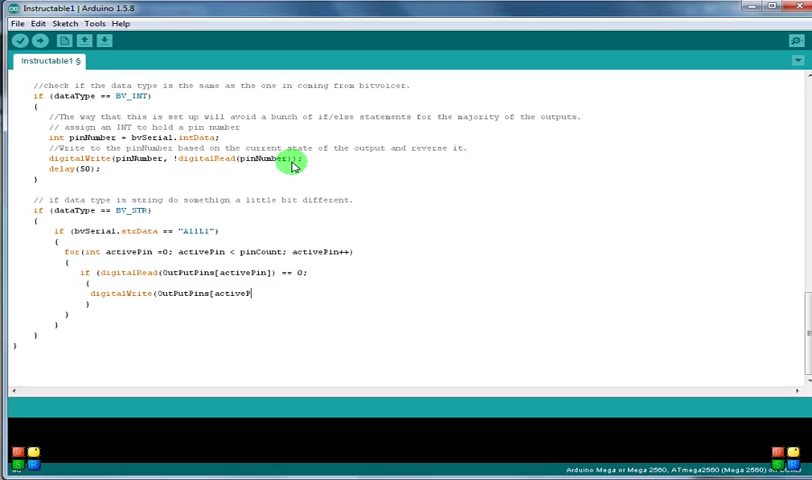 Instructable1 | Arduino 1.5.8
File Edit Sketch Tools Help
Instructable1 §
//check if the data type is the same as the one in coming from bitvoicer.
if (dataType == BV_INT)
{
//The way that this is set up will avoid a bunch of if/else statements for the majority of the outputs.
// assign an INT to hold a pin number
int pinNumber = bvSerial.intData;
//Write to the pinNumber based on the current state of the output and reverse it.
digitalWrite(pinNumber, !digitalRead(pinNumber));
delay(50);
}
// if data type is string do somethign a little bit different.
if (dataType == BV_STR)
{
if (bvSerial.strData == "AllLi")
{
for(int activePin =0; activePin < pinCount; activePin++)
{
if (digitalRead(OutPutPins[activePin]) == 0;
{
digitalWrite(OutPutPins[activeP
}
}
}
}
}
Arduino Mega or Mega 2560, ATmega2560 (Mega 2560) on